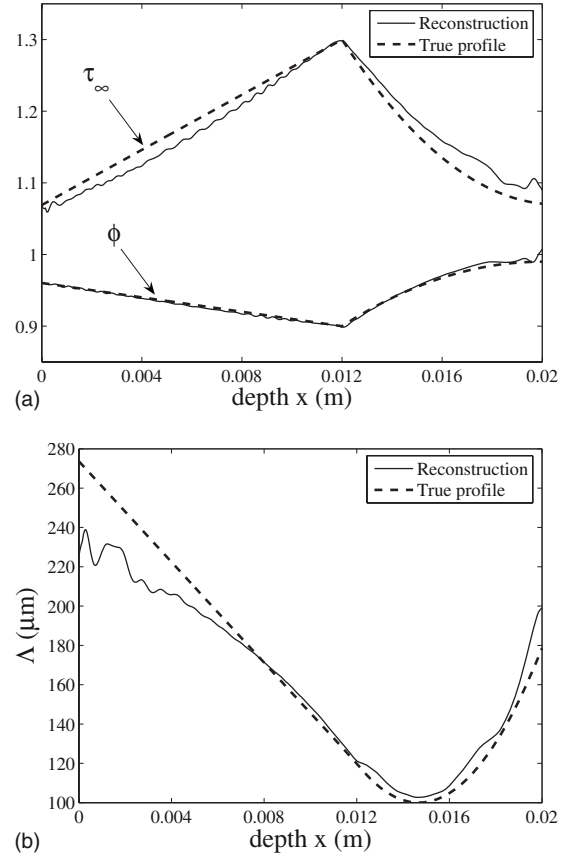 Reconstruction
True profile
1.3
1.2
1.1
1
0.9
τ∞
ϕ
0 0.004 0.008 0.012 0.016 0.02
depth x (m)
(a)
280
260
240
220
200
180
160
140
120
100
Λ (μm)
Reconstruction
True profile
0 0.004 0.008 0.012 0.016 0.02
depth x (m)
(b)